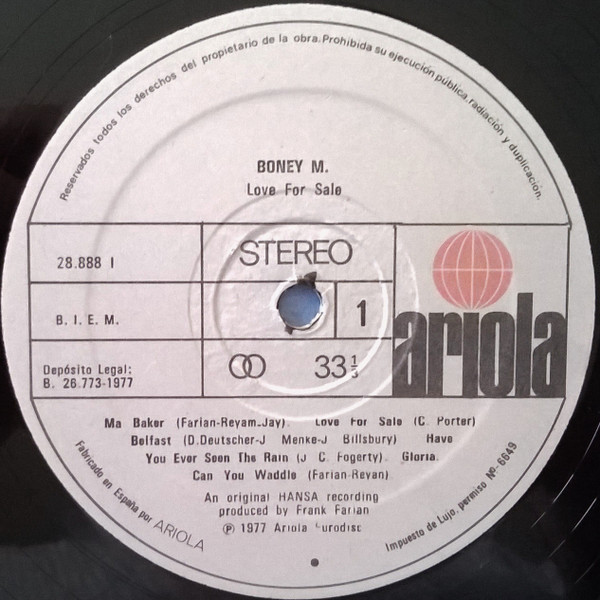 Reservados todos los derechos del propietario de la obra.Prohibida su ejecución pública,radiación y duplicación.
BONEY M.
Love For Sale
28.888 I
STEREO
B. I. E. M.
1
Depósito Legal:
B. 26.773-1977
33⅓
ariola
Ma Baker (Farian-Reyam.Jay). Love For Sale (C. Porter)
Belfast (D.Deutscher-J Menke-J Billsbury) Have
You Ever Seen The Rain (J C. Fogerty). Gloria.
Can You Waddle (Farian-Reyan)
An original HANSA recording
produced by Frank Farian
℗ 1977 Ariola Eurodisc
Fabricado en España por ARIOLA
Impuesto de Lujo, permiso Nº-6649